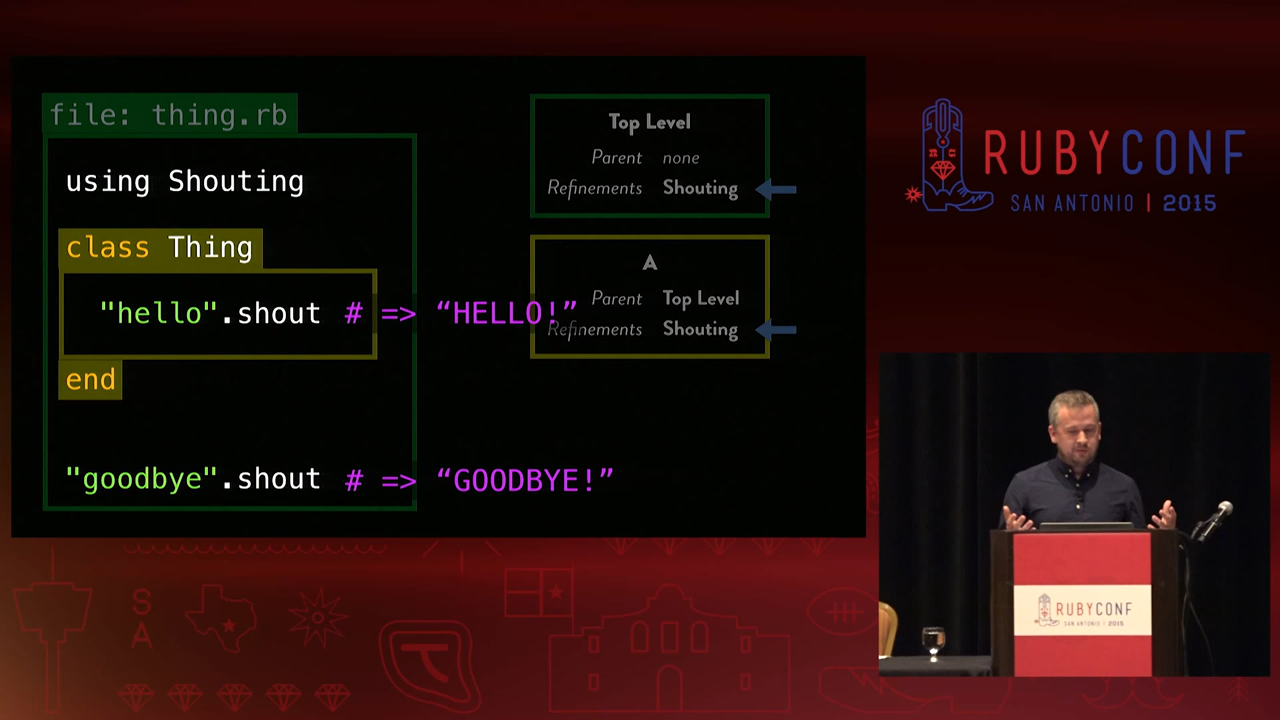 file: thing.rb
using Shouting
class Thing
"hello".shout # => “HELLO!”
end
"goodbye".shout # => “GOODBYE!”
Top Level
Parent none
Refinements Shouting
A
Parent Top Level
Refinements Shouting
RUBYCONF
SAN ANTONIO | 2015
RUBYCONF
SAN ANTONIO | 2015
S
A